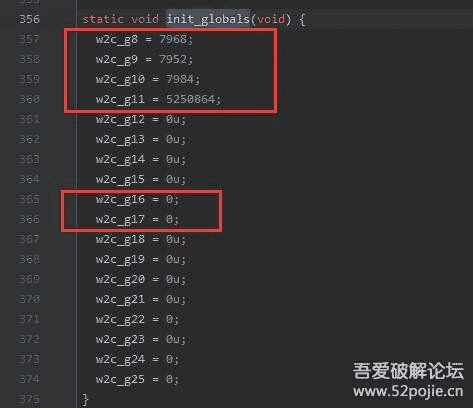 356 static void init_globals(void) {
357 w2c_g8 = 7968;
358 w2c_g9 = 7952;
359 w2c_g10 = 7984;
360 w2c_g11 = 5250864;
361 w2c_g12 = 0u;
362 w2c_g13 = 0u;
363 w2c_g14 = 0u;
364 w2c_g15 = 0u;
365 w2c_g16 = 0;
366 w2c_g17 = 0;
367 w2c_g18 = 0u;
368 w2c_g19 = 0u;
369 w2c_g20 = 0u;
370 w2c_g21 = 0u;
371 w2c_g22 = 0;
372 w2c_g23 = 0u;
373 w2c_g24 = 0;
374 w2c_g25 = 0;
375 }
吾爱破解论坛
www.52pojie.cn